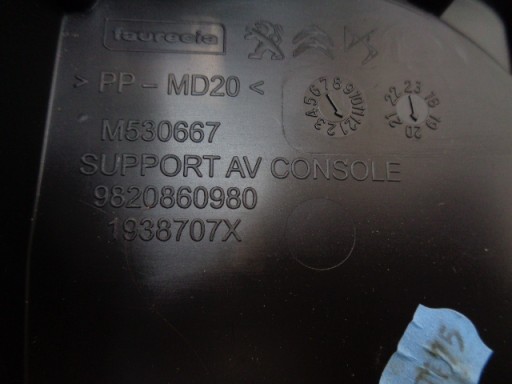 faurecia
> PP - MD20 <
M530667
SUPPORT AV CONSOLE
9820860980
1938707X